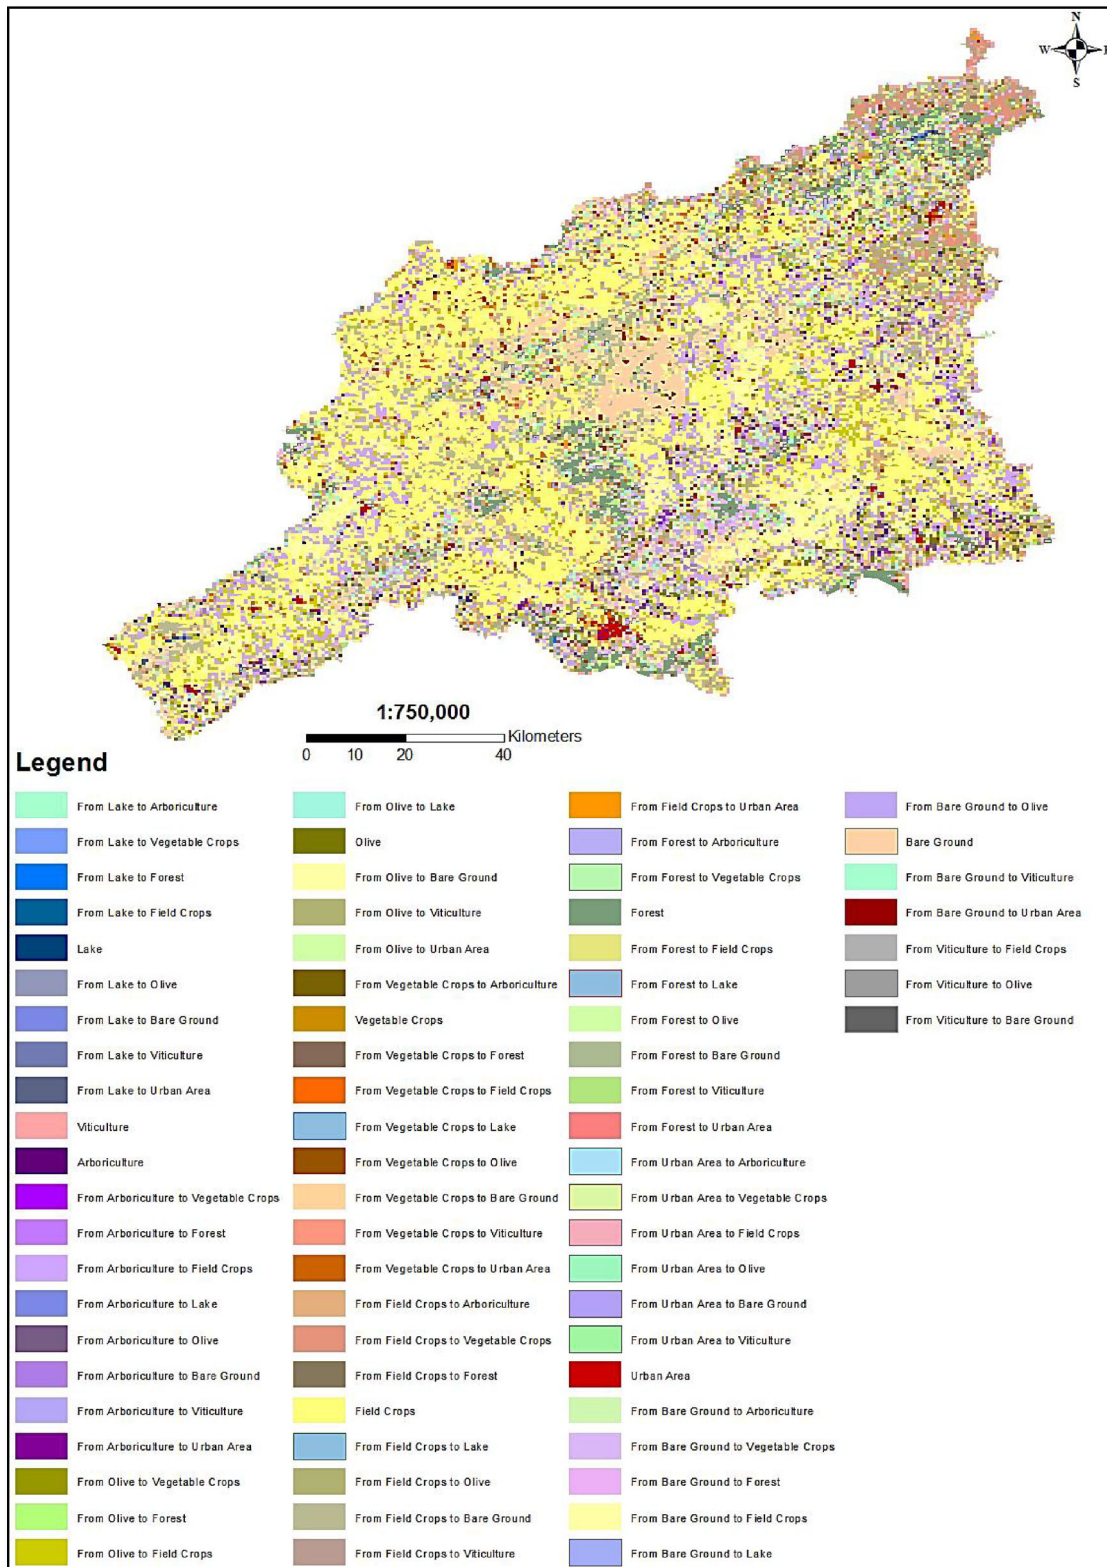 N
W
E
S
1:750,000
Kilometers
0 10 20 40
Legend
From Lake to Arboriculture
From Lake to Vegetable Crops
From Lake to Forest
From Lake to Field Crops
Lake
From Lake to Olive
From Lake to Bare Ground
From Lake to Viticulture
From Lake to Urban Area
Viticulture
Arboriculture
From Arboriculture to Vegetable Crops
From Arboriculture to Forest
From Arboriculture to Field Crops
From Arboriculture to Lake
From Arboriculture to Olive
From Arboriculture to Bare Ground
From Arboriculture to Viticulture
From Arboriculture to Urban Area
From Olive to Vegetable Crops
From Olive to Forest
From Olive to Field Crops
From Olive to Lake
Olive
From Olive to Bare Ground
From Olive to Viticulture
From Olive to Urban Area
From Vegetable Crops to Arboriculture
Vegetable Crops
From Vegetable Crops to Forest
From Vegetable Crops to Field Crops
From Vegetable Crops to Lake
From Vegetable Crops to Olive
From Vegetable Crops to Bare Ground
From Vegetable Crops to Viticulture
From Vegetable Crops to Urban Area
From Field Crops to Arboriculture
From Field Crops to Vegetable Crops
From Field Crops to Forest
Field Crops
From Field Crops to Lake
From Field Crops to Olive
From Field Crops to Bare Ground
From Field Crops to Viticulture
From Field Crops to Urban Area
From Forest to Arboriculture
From Forest to Vegetable Crops
Forest
From Forest to Field Crops
From Forest to Lake
From Forest to Olive
From Forest to Bare Ground
From Forest to Viticulture
From Forest to Urban Area
From Urban Area to Arboriculture
From Urban Area to Vegetable Crops
From Urban Area to Field Crops
From Urban Area to Olive
From Urban Area to Bare Ground
From Urban Area to Viticulture
Urban Area
From Bare Ground to Arboriculture
From Bare Ground to Vegetable Crops
From Bare Ground to Forest
From Bare Ground to Field Crops
From Bare Ground to Lake
From Bare Ground to Olive
Bare Ground
From Bare Ground to Viticulture
From Bare Ground to Urban Area
From Viticulture to Field Crops
From Viticulture to Olive
From Viticulture to Bare Ground